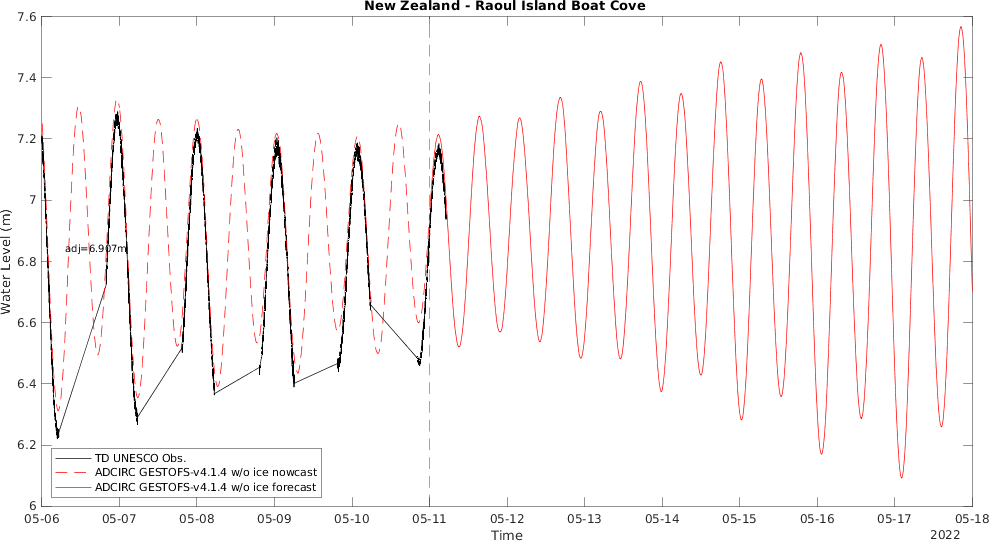 New Zealand - Raoul Island Boat Cove
7.6
7.4
7.2
7
6.8
6.6
6.4
6.2
6
Water Level (m)
adj=6.907m
TD UNESCO Obs.
ADCIRC GESTOFS-v4.1.4 w/o ice nowcast
ADCIRC GESTOFS-v4.1.4 w/o ice forecast
05-06 05-07 05-08 05-09 05-10 05-11 05-12 05-13 05-14 05-15 05-16 05-17 05-18
Time
2022